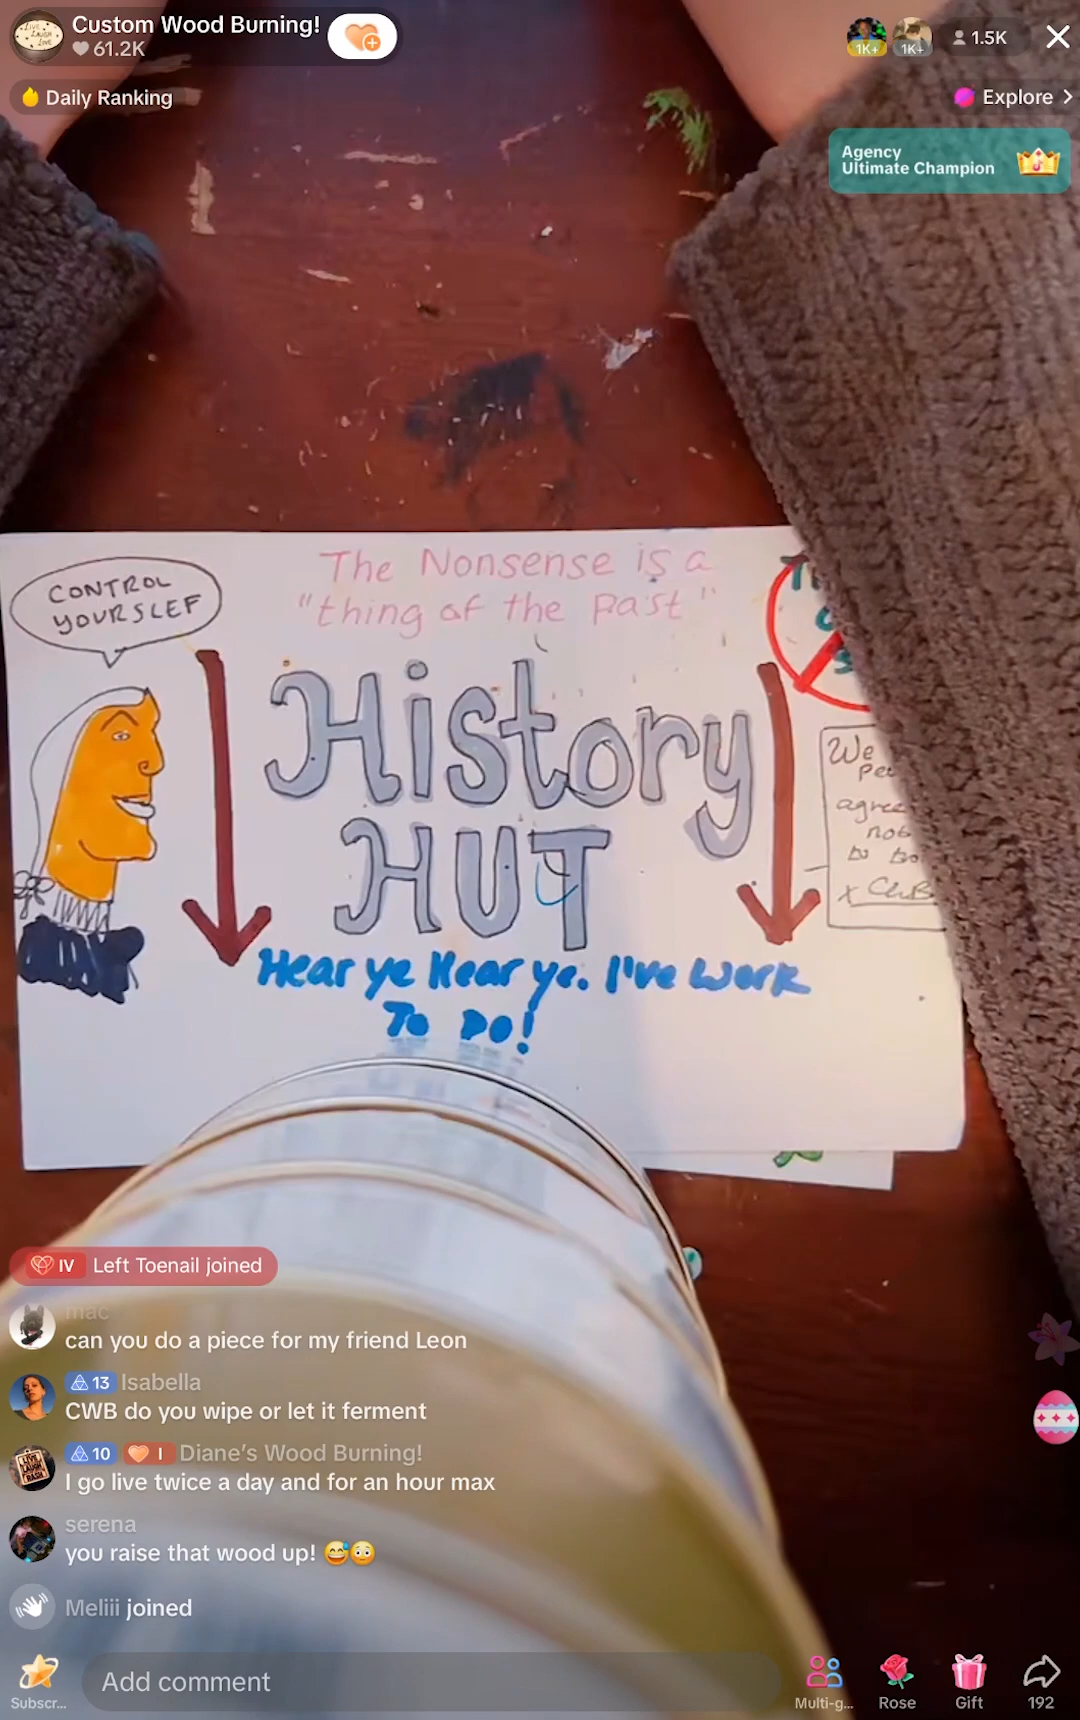 Custom Wood Burning!
61.2K
1K+
1K+
1.5K
Daily Ranking
Explore
Agency
Ultimate Champion
CONTROL
YOURSLEF
The Nonsense is a
"thing of the Past"
History
HUT
Hear ye Hear ye. I've Work
To Do!
We
agree
not
IV Left Toenail joined
mac
can you do a piece for my friend Leon
13 Isabella
CWB do you wipe or let it ferment
10 I Diane's Wood Burning!
I go live twice a day and for an hour max
serena
you raise that wood up! 😅😳
Meliii joined
Subscr...
Add comment
Multi-g...
Rose
Gift
192